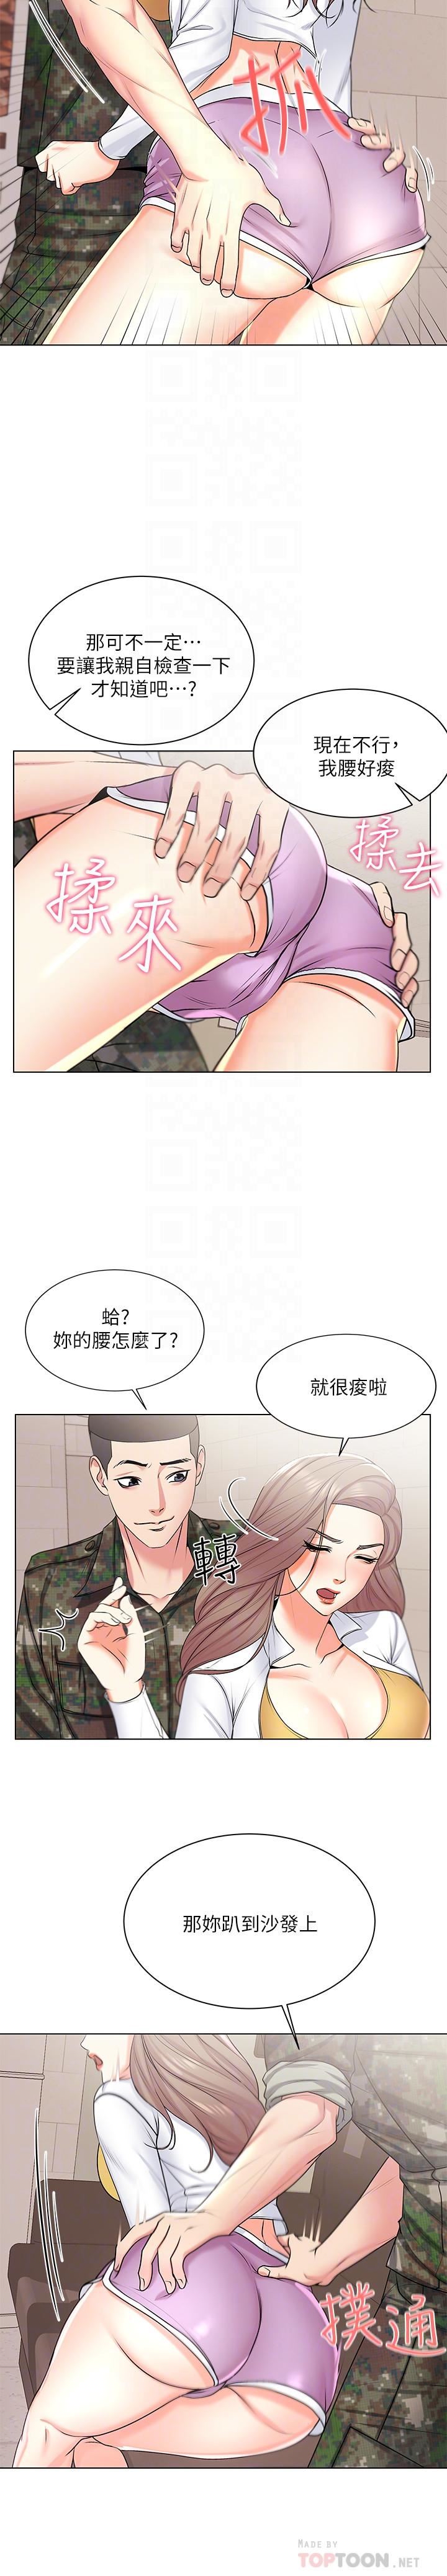 抓
那可不一定…
要讓我親自檢查一下
才知道吧…?
現在不行，
我腰好痠
揉來
揉去
蛤?
妳的腰怎麼了?
就很痠啦
轉
那妳趴到沙發上
撲通
MADE BY
TOPTOON.NET